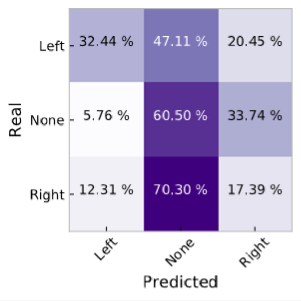 Left 32.44 % 47.11 % 20.45 %
Real
None 5.76 % 60.50 % 33.74 %
Right 12.31 % 70.30 % 17.39 %
Left None Right
Predicted